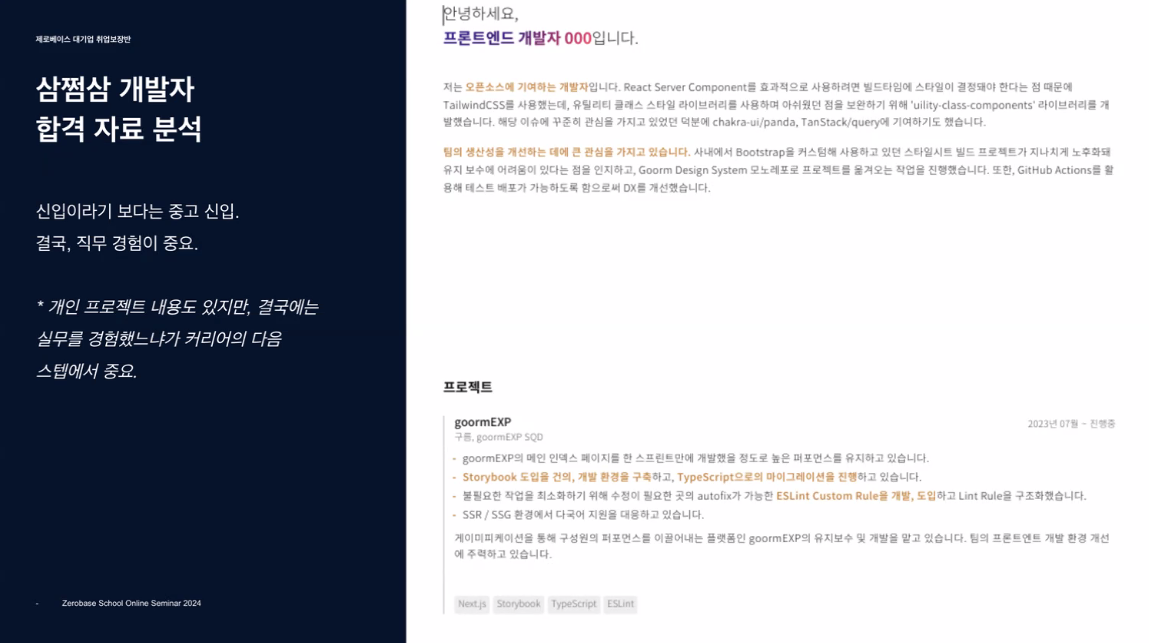 제로베이스 대기업 취업보장반
삼쩜삼 개발자
합격 자료 분석
신입이라기 보다는 중고 신입.
결국, 직무 경험이 중요.
* 개인 프로젝트 내용도 있지만, 결국에는
실무를 경험했느냐가 커리어의 다음
스텝에서 중요.
- Zerobase School Online Seminar 2024
안녕하세요,
프론트엔드 개발자 000입니다.
저는 오픈소스에 기여하는 개발자입니다. React Server Component를 효과적으로 사용하려면 빌드타임에 스타일이 결정돼야 한다는 점 때문에
TailwindCSS를 사용했는데, 유틸리티 클래스 스타일 라이브러리를 사용하며 아쉬웠던 점을 보완하기 위해 'uility-class-components' 라이브러리를 개
발했습니다. 해당 이슈에 꾸준히 관심을 가지고 있었던 덕분에 chakra-ui/panda, TanStack/query에 기여하기도 했습니다.
팀의 생산성을 개선하는 데에 큰 관심을 가지고 있습니다. 사내에서 Bootstrap을 커스텀해 사용하고 있던 스타일시트 빌드 프로젝트가 지나치게 노후화돼
유지 보수에 어려움이 있다는 점을 인지하고, Goorm Design System 모노레포로 프로젝트를 옮겨오는 작업을 진행했습니다. 또한, GitHub Actions를 활
용해 테스트 배포가 가능하도록 함으로써 DX를 개선했습니다.
프로젝트
goormEXP
2023년 07월 ~ 진행중
구름, goormEXP SQD
- goormEXP의 메인 인덱스 페이지를 한 스프린트만에 개발했을 정도로 높은 퍼포먼스를 유지하고 있습니다.
- Storybook 도입을 건의, 개발 환경을 구축하고, TypeScript으로의 마이그레이션을 진행하고 있습니다.
- 불필요한 작업을 최소화하기 위해 수정이 필요한 곳의 autofix가 가능한 ESLint Custom Rule을 개발, 도입하고 Lint Rule을 구조화했습니다.
- SSR / SSG 환경에서 다국어 지원을 대응하고 있습니다.
게이미피케이션을 통해 구성원의 퍼포먼스를 이끌어내는 플랫폼인 goormEXP의 유지보수 및 개발을 맡고 있습니다. 팀의 프론트엔트 개발 환경 개선
에 주력하고 있습니다.
Next.js Storybook TypeScript ESLint